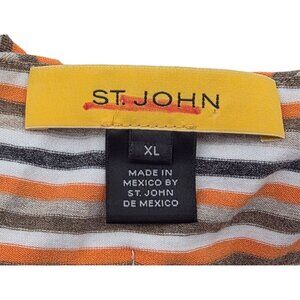 ST. JOHN
XL
MADE IN
MEXICO BY
ST. JOHN
DE MEXICO